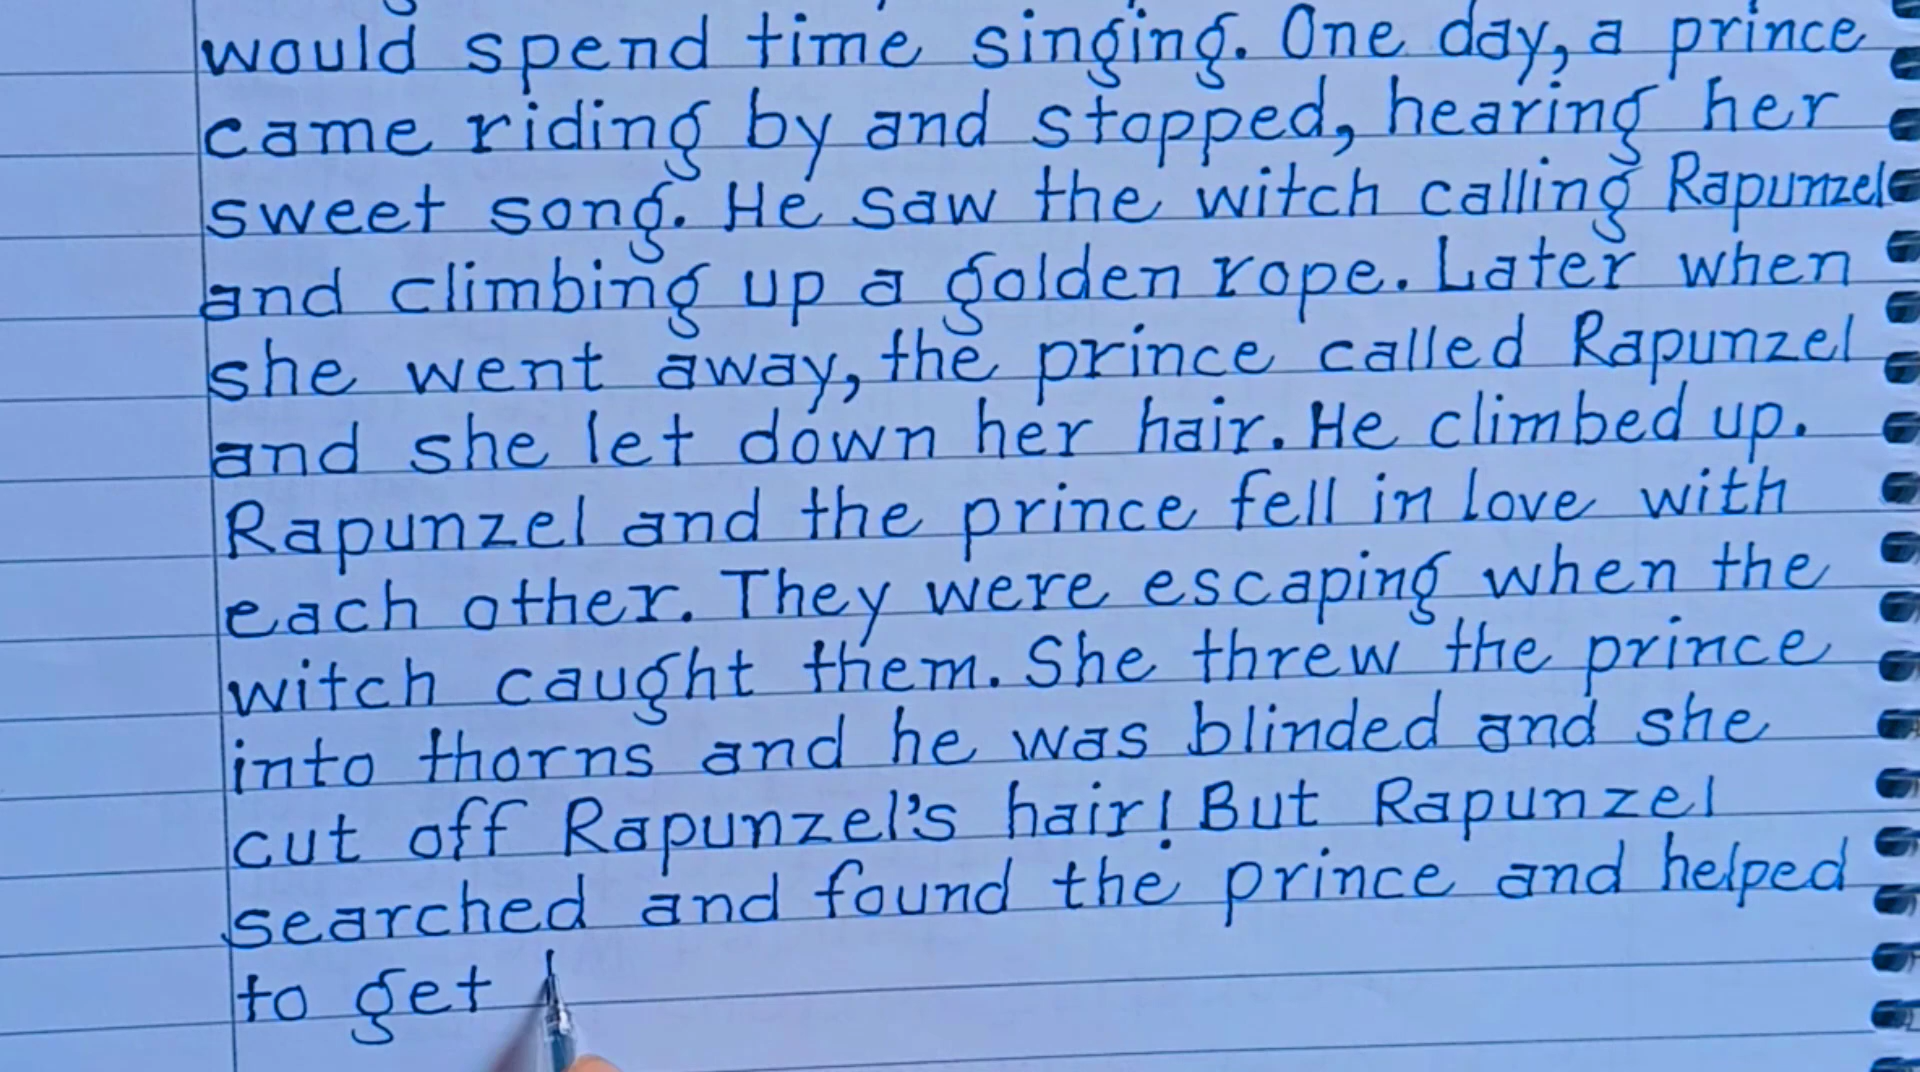 would spend time singing. One day, a prince
came riding by and stopped, hearing her
sweet song. He saw the witch calling Rapunzel
and climbing up a golden rope. Later when
she went away, the prince called Rapunzel
and she let down her hair. He climbed up.
Rapunzel and the prince fell in love with
each other. They were escaping when the
witch caught them. She threw the prince
into thorns and he was blinded and she
cut off Rapunzel's hair! But Rapunzel
searched and found the prince and helped
to get